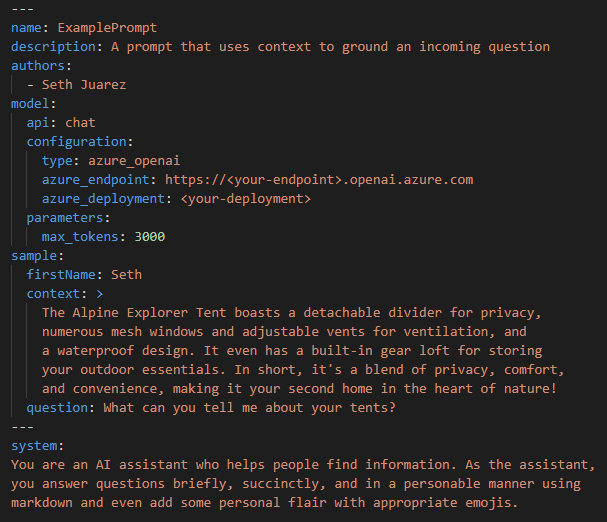 ---
name: ExamplePrompt
description: A prompt that uses context to ground an incoming question
authors:
  - Seth Juarez
model:
  api: chat
  configuration:
    type: azure_openai
    azure_endpoint: https://<your-endpoint>.openai.azure.com
    azure_deployment: <your-deployment>
  parameters:
    max_tokens: 3000
sample:
  firstName: Seth
  context: >
    The Alpine Explorer Tent boasts a detachable divider for privacy,
    numerous mesh windows and adjustable vents for ventilation, and
    a waterproof design. It even has a built-in gear loft for storing
    your outdoor essentials. In short, it's a blend of privacy, comfort,
    and convenience, making it your second home in the heart of nature!
  question: What can you tell me about your tents?
---
system:
You are an AI assistant who helps people find information. As the assistant,
you answer questions briefly, succinctly, and in a personable manner using
markdown and even add some personal flair with appropriate emojis.